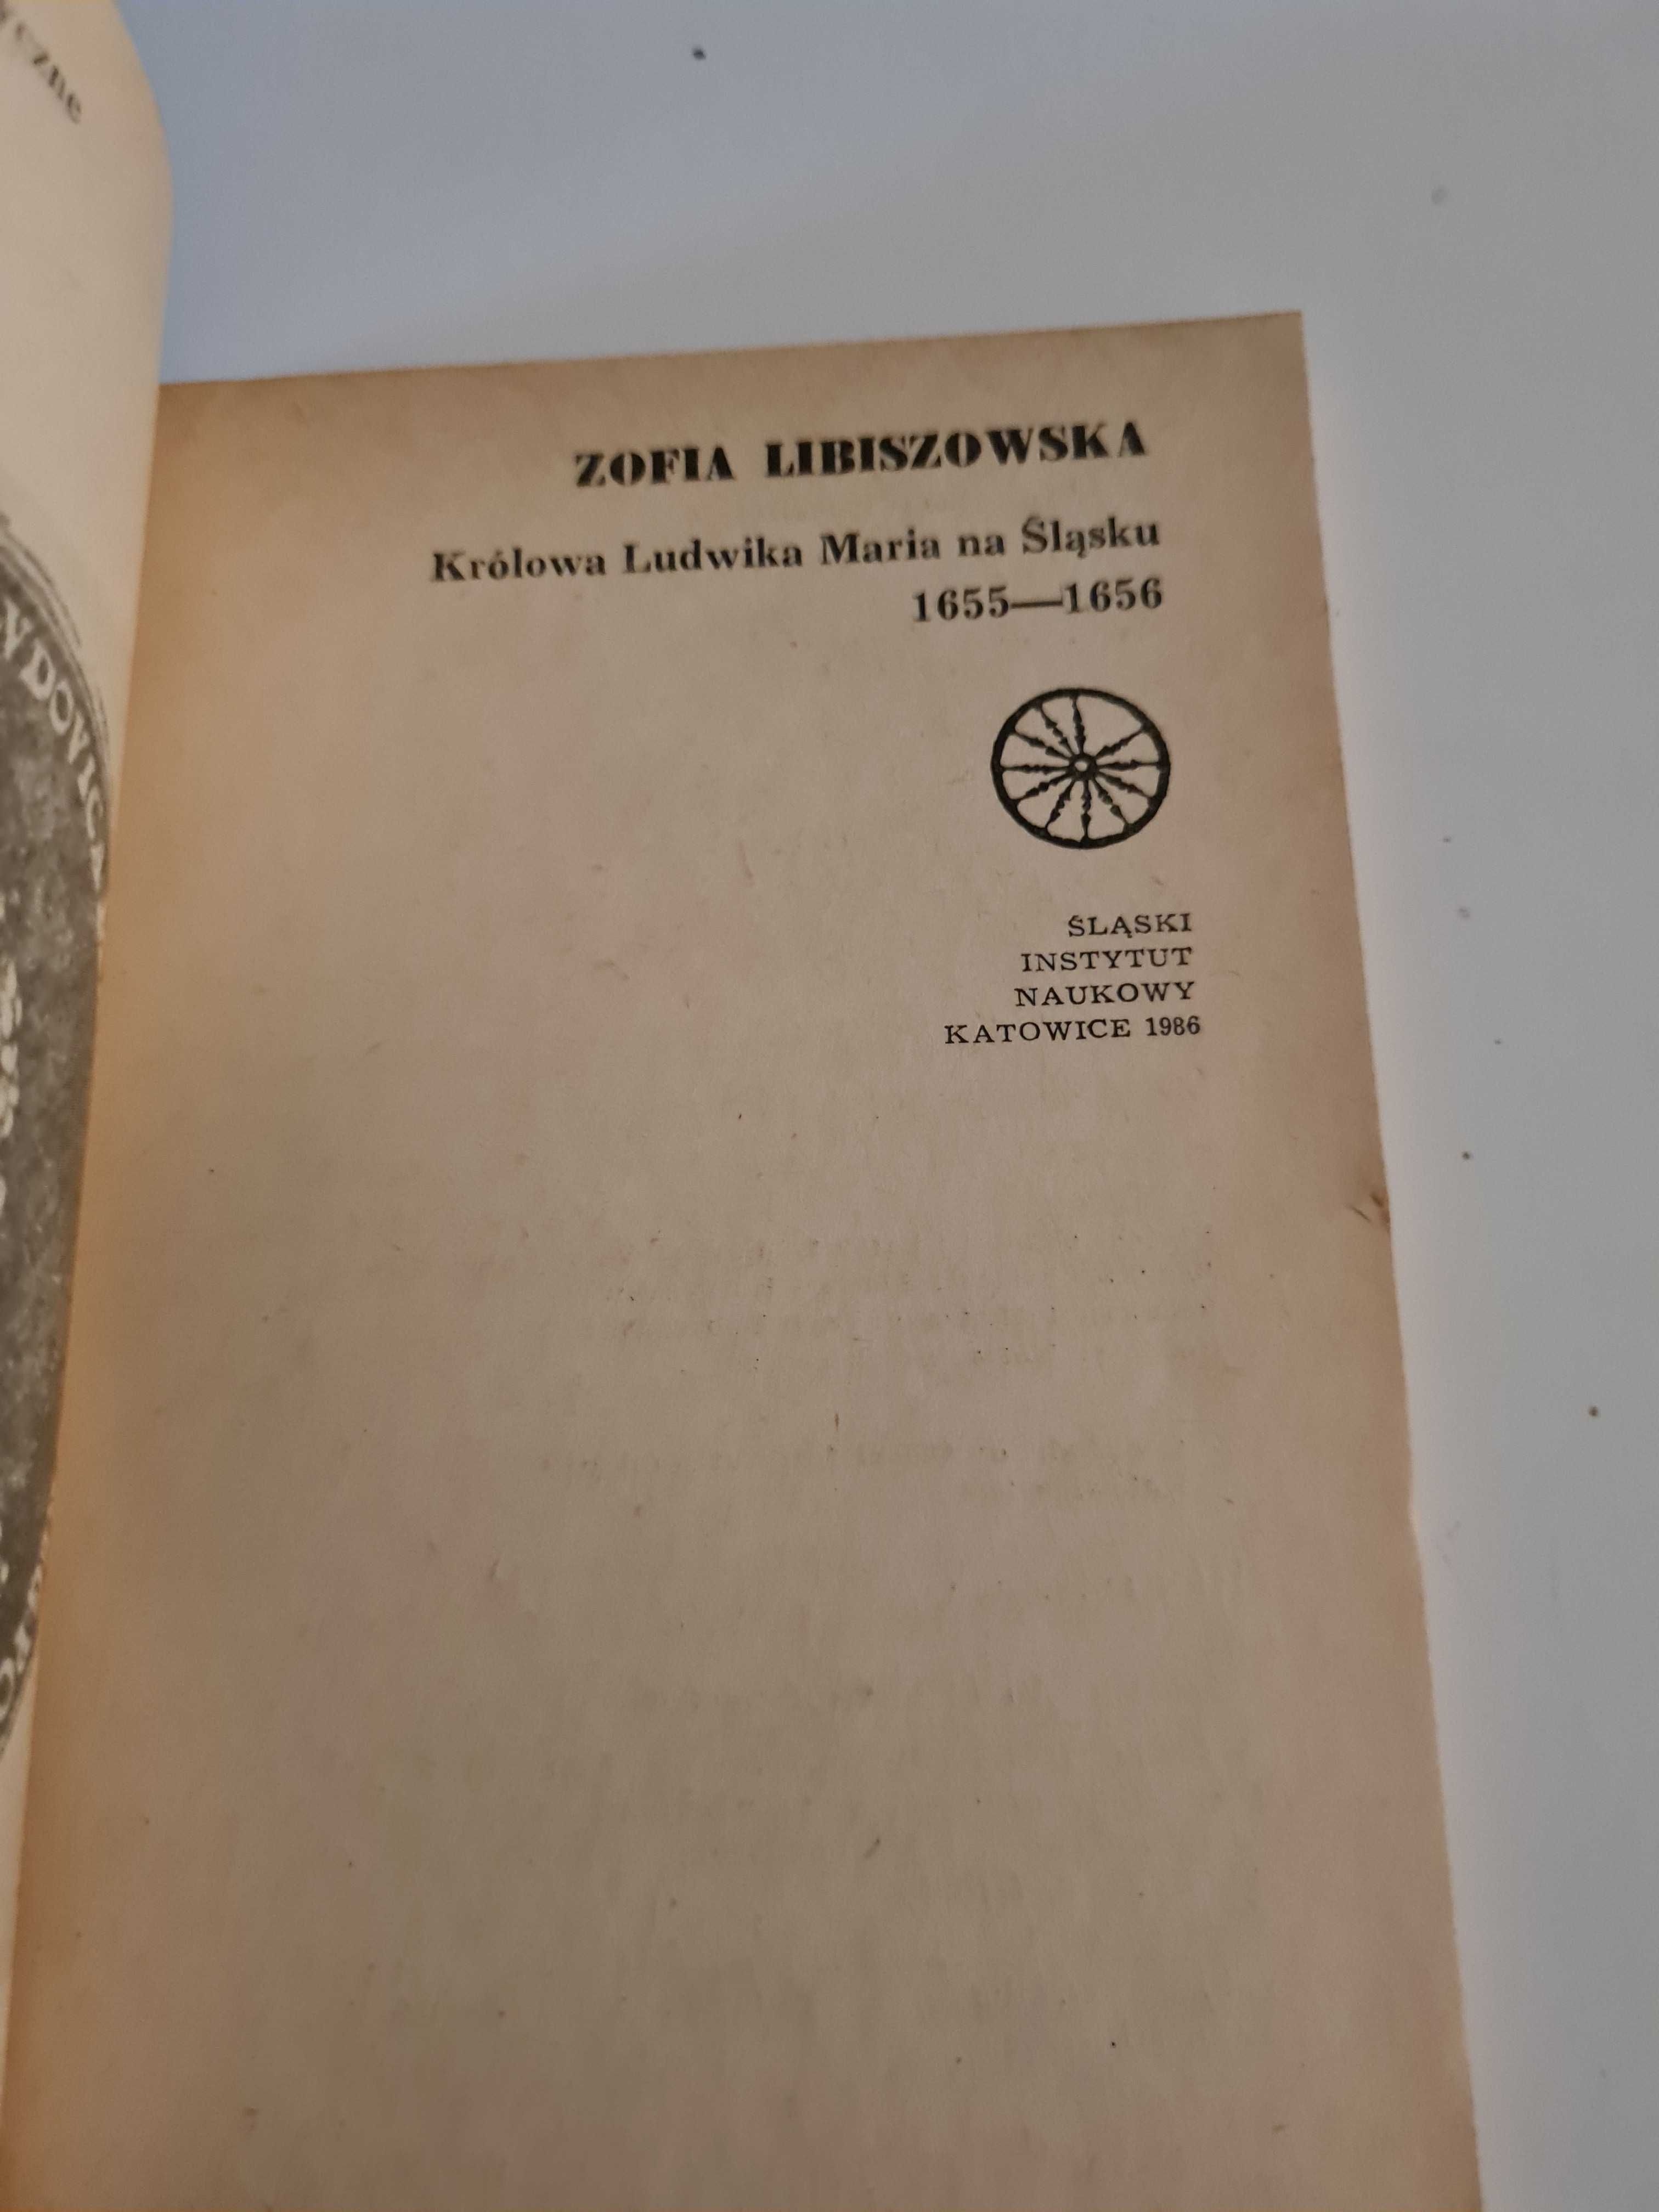 ZOFIA LIBISZOWSKA
Królowa Ludwika Maria na Śląsku
1655—1656
ŚLĄSKI
INSTYTUT
NAUKOWY
KATOWICE 1986